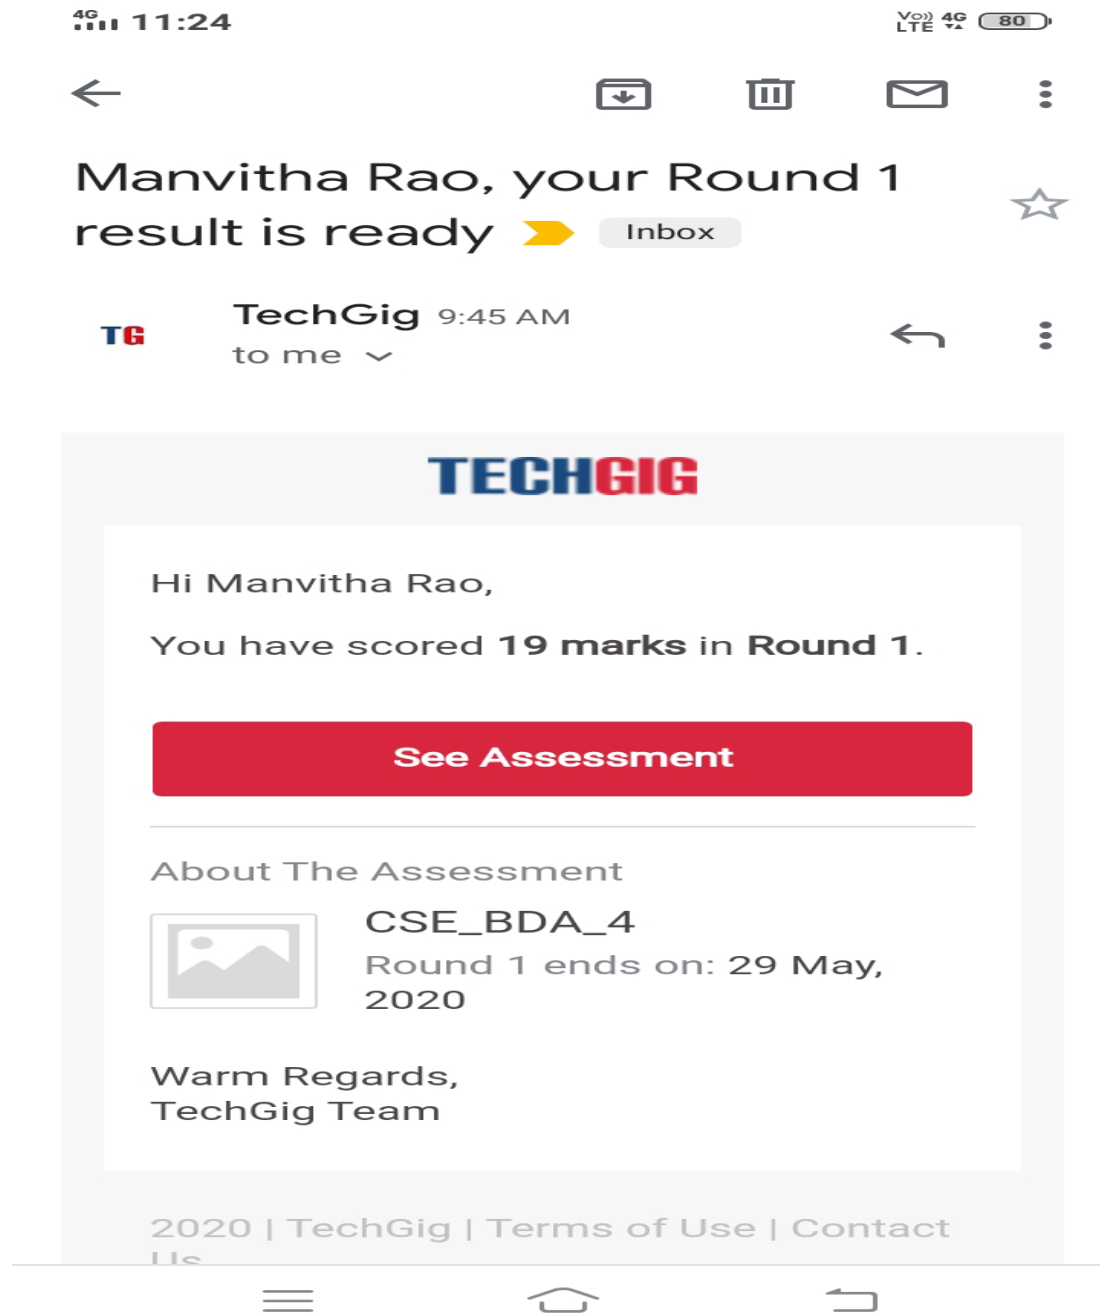 4G 11:24 Vo)) LTE 4G 80
Manvitha Rao, your Round 1
result is ready Inbox
TG
TechGig 9:45 AM
to me
TECHGIG
Hi Manvitha Rao,
You have scored 19 marks in Round 1.
See Assessment
About The Assessment
CSE_BDA_4
Round 1 ends on: 29 May,
2020
Warm Regards,
TechGig Team
2020 | TechGig | Terms of Use | Contact
Us